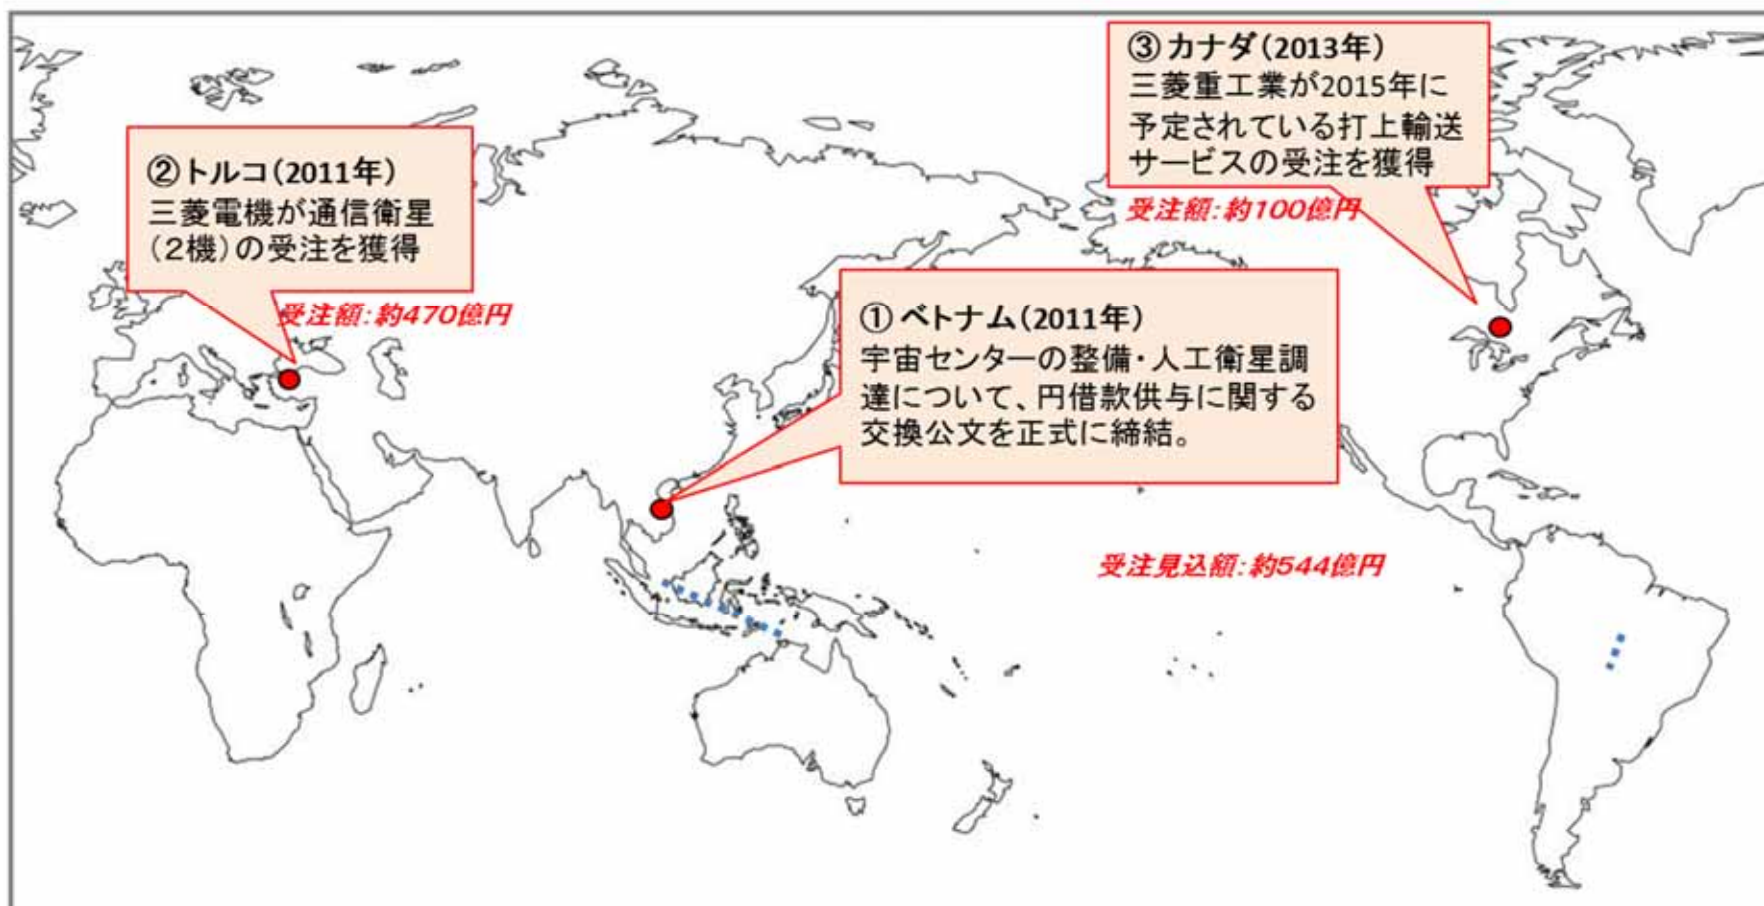 ③カナダ(2013年)
三菱重工業が2015年に
予定されている打上輸送
サービスの受注を獲得
受注額:約100億円
②トルコ(2011年)
三菱電機が通信衛星
(2機)の受注を獲得
受注額:約470億円
①ベトナム(2011年)
宇宙センターの整備・人工衛星調
達について、円借款供与に関する
交換公文を正式に締結。
受注見込額:約544億円